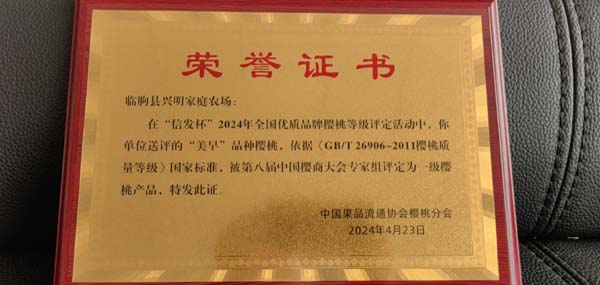 荣誉证书
临朐县兴明家庭农场：
在“信发杯”2024年全国优质品牌樱桃等级评定活动中，你
单位送评的“美早”品种樱桃，依据《GB/T 26906-2011樱桃质
量等级》国家标准，被第八届中国樱商大会专家组评定为一级樱
桃产品，特发此证。
中国果品流通协会樱桃分会
2024年4月23日